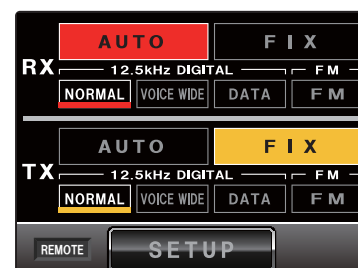 AUTO FIX
RX 12.5kHz DIGITAL FM
NORMAL VOICE WIDE DATA FM
AUTO FIX
TX 12.5kHz DIGITAL FM
NORMAL VOICE WIDE DATA FM
REMOTE SETUP